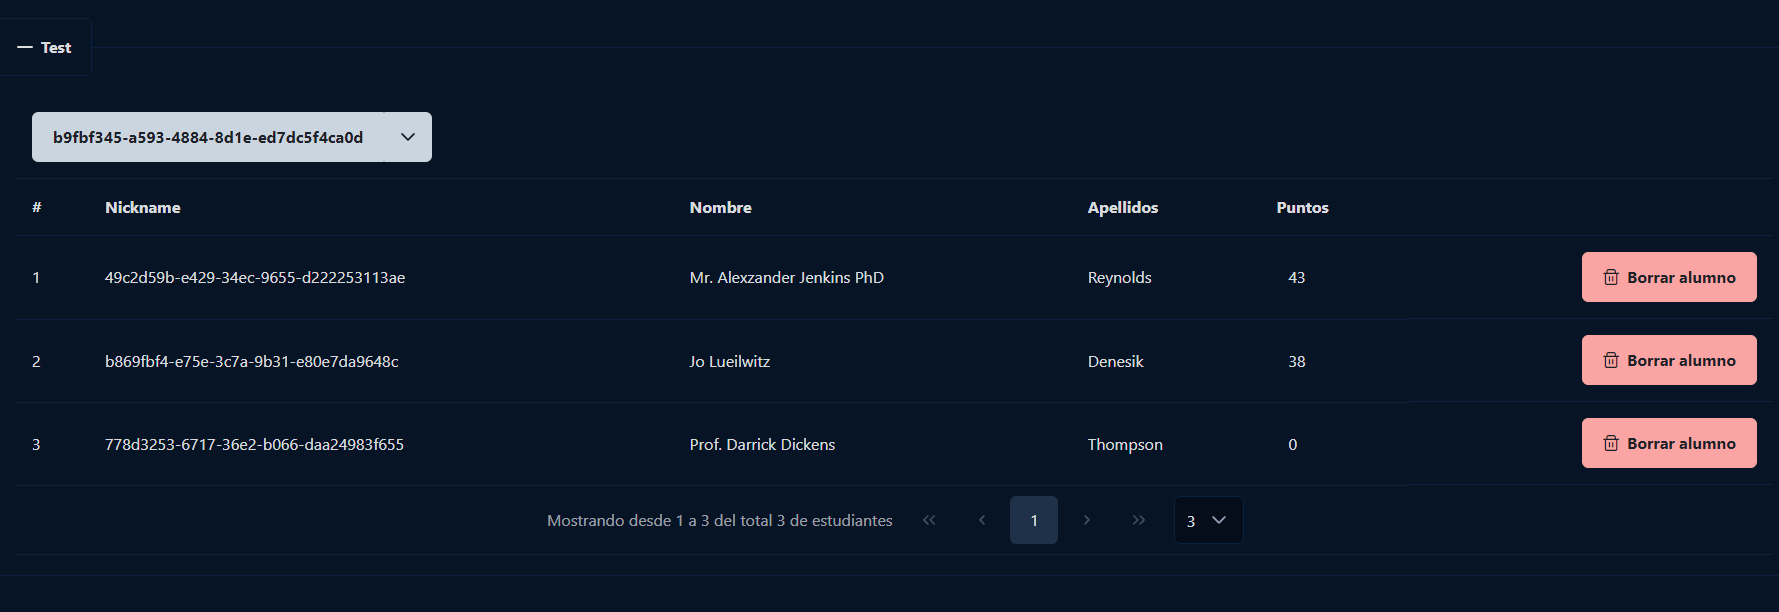 Test
b9fbf345-a593-4884-8d1e-ed7dc5f4ca0d
# Nickname Nombre Apellidos Puntos
1 49c2d59b-e429-34ec-9655-d222253113ae Mr. Alexzander Jenkins PhD Reynolds 43 Borrar alumno
2 b869fbf4-e75e-3c7a-9b31-e80e7da9648c Jo Lueilwitz Denesik 38 Borrar alumno
3 778d3253-6717-36e2-b066-daa24983f655 Prof. Darrick Dickens Thompson 0 Borrar alumno
Mostrando desde 1 a 3 del total 3 de estudiantes « ‹ 1 › » 3